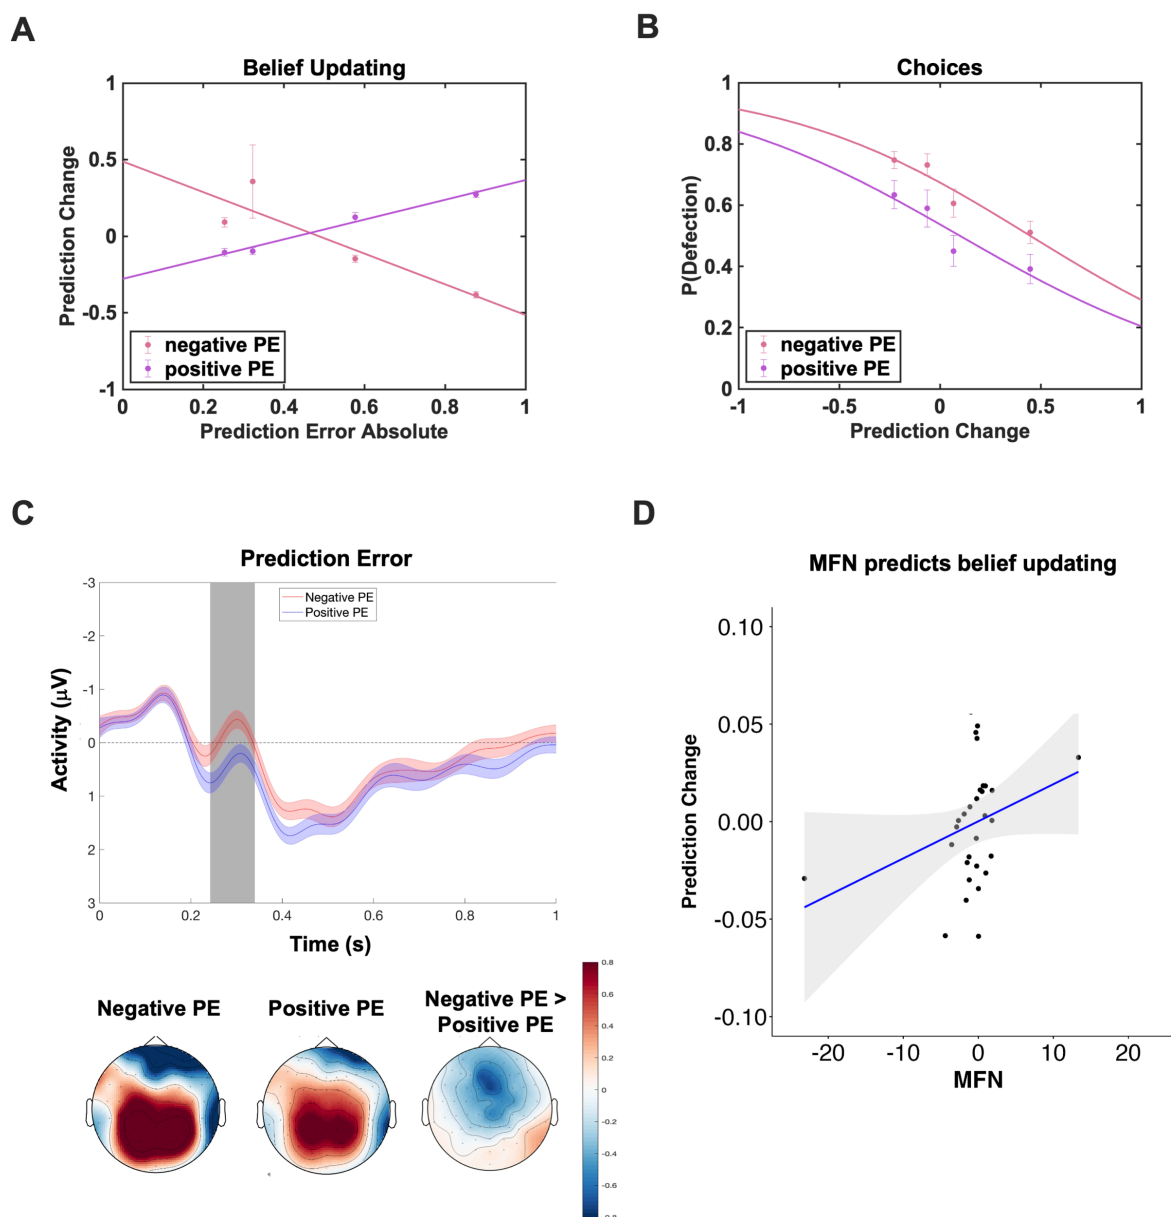 A
Belief Updating
1
0.5
0
-0.5
-1
Prediction Change
negative PE
positive PE
0 0.2 0.4 0.6 0.8 1
Prediction Error Absolute
B
Choices
1
0.8
0.6
0.4
0.2
0
P(Defection)
negative PE
positive PE
-1 -0.5 0 0.5 1
Prediction Change
C
Prediction Error
-3
-2
-1
0
1
2
3
Activity (μV)
Negative PE
Positive PE
0 0.2 0.4 0.6 0.8 1
Time (s)
Negative PE
Positive PE
Negative PE >
Positive PE
0.8
0.6
0.4
0.2
0
-0.2
-0.4
-0.6
-0.8
D
MFN predicts belief updating
0.10
0.05
0.00
-0.05
-0.10
Prediction Change
-20 -10 0 10 20
MFN